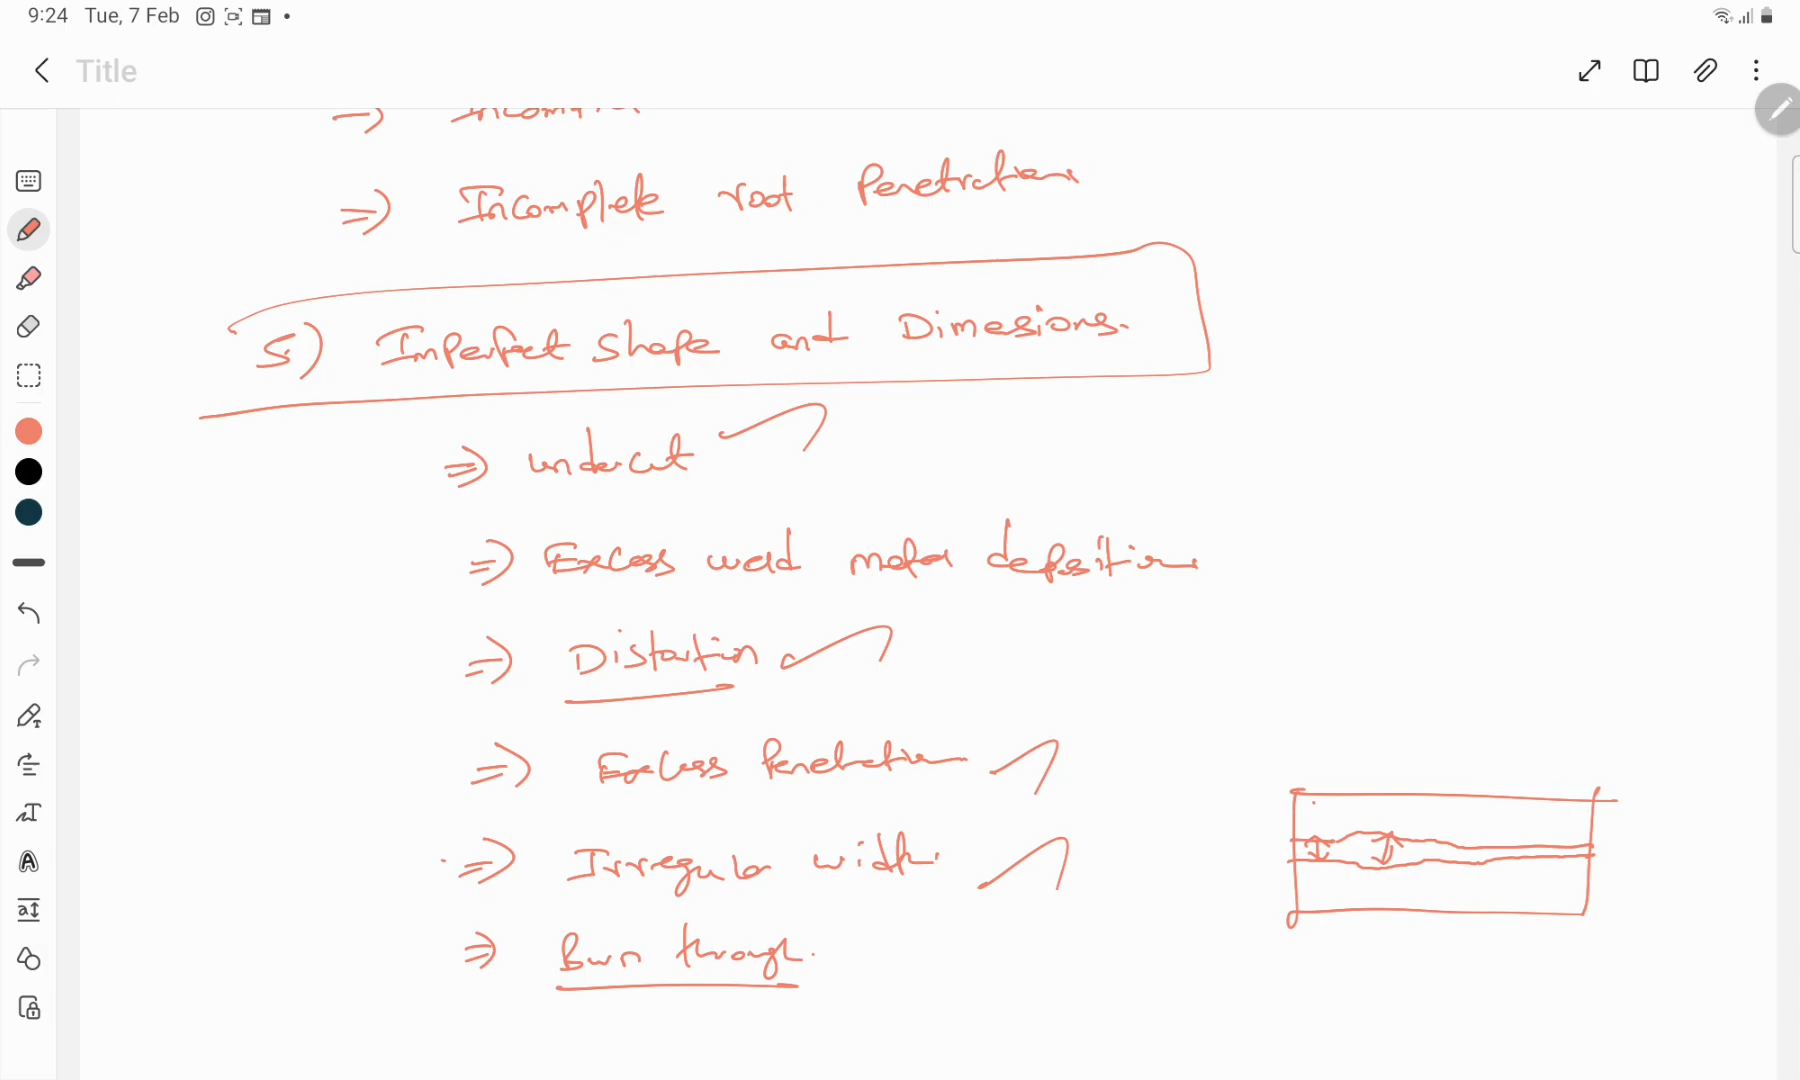 9:24 Tue, 7 Feb
Title
=> Incomplete root Penetration
5) Imperfect shape and Dimesions.
=> undercut
=> Excess weld metal deposition
=> Distortion
=> Excess Penetration
=> Irregular width
=> Burn through.